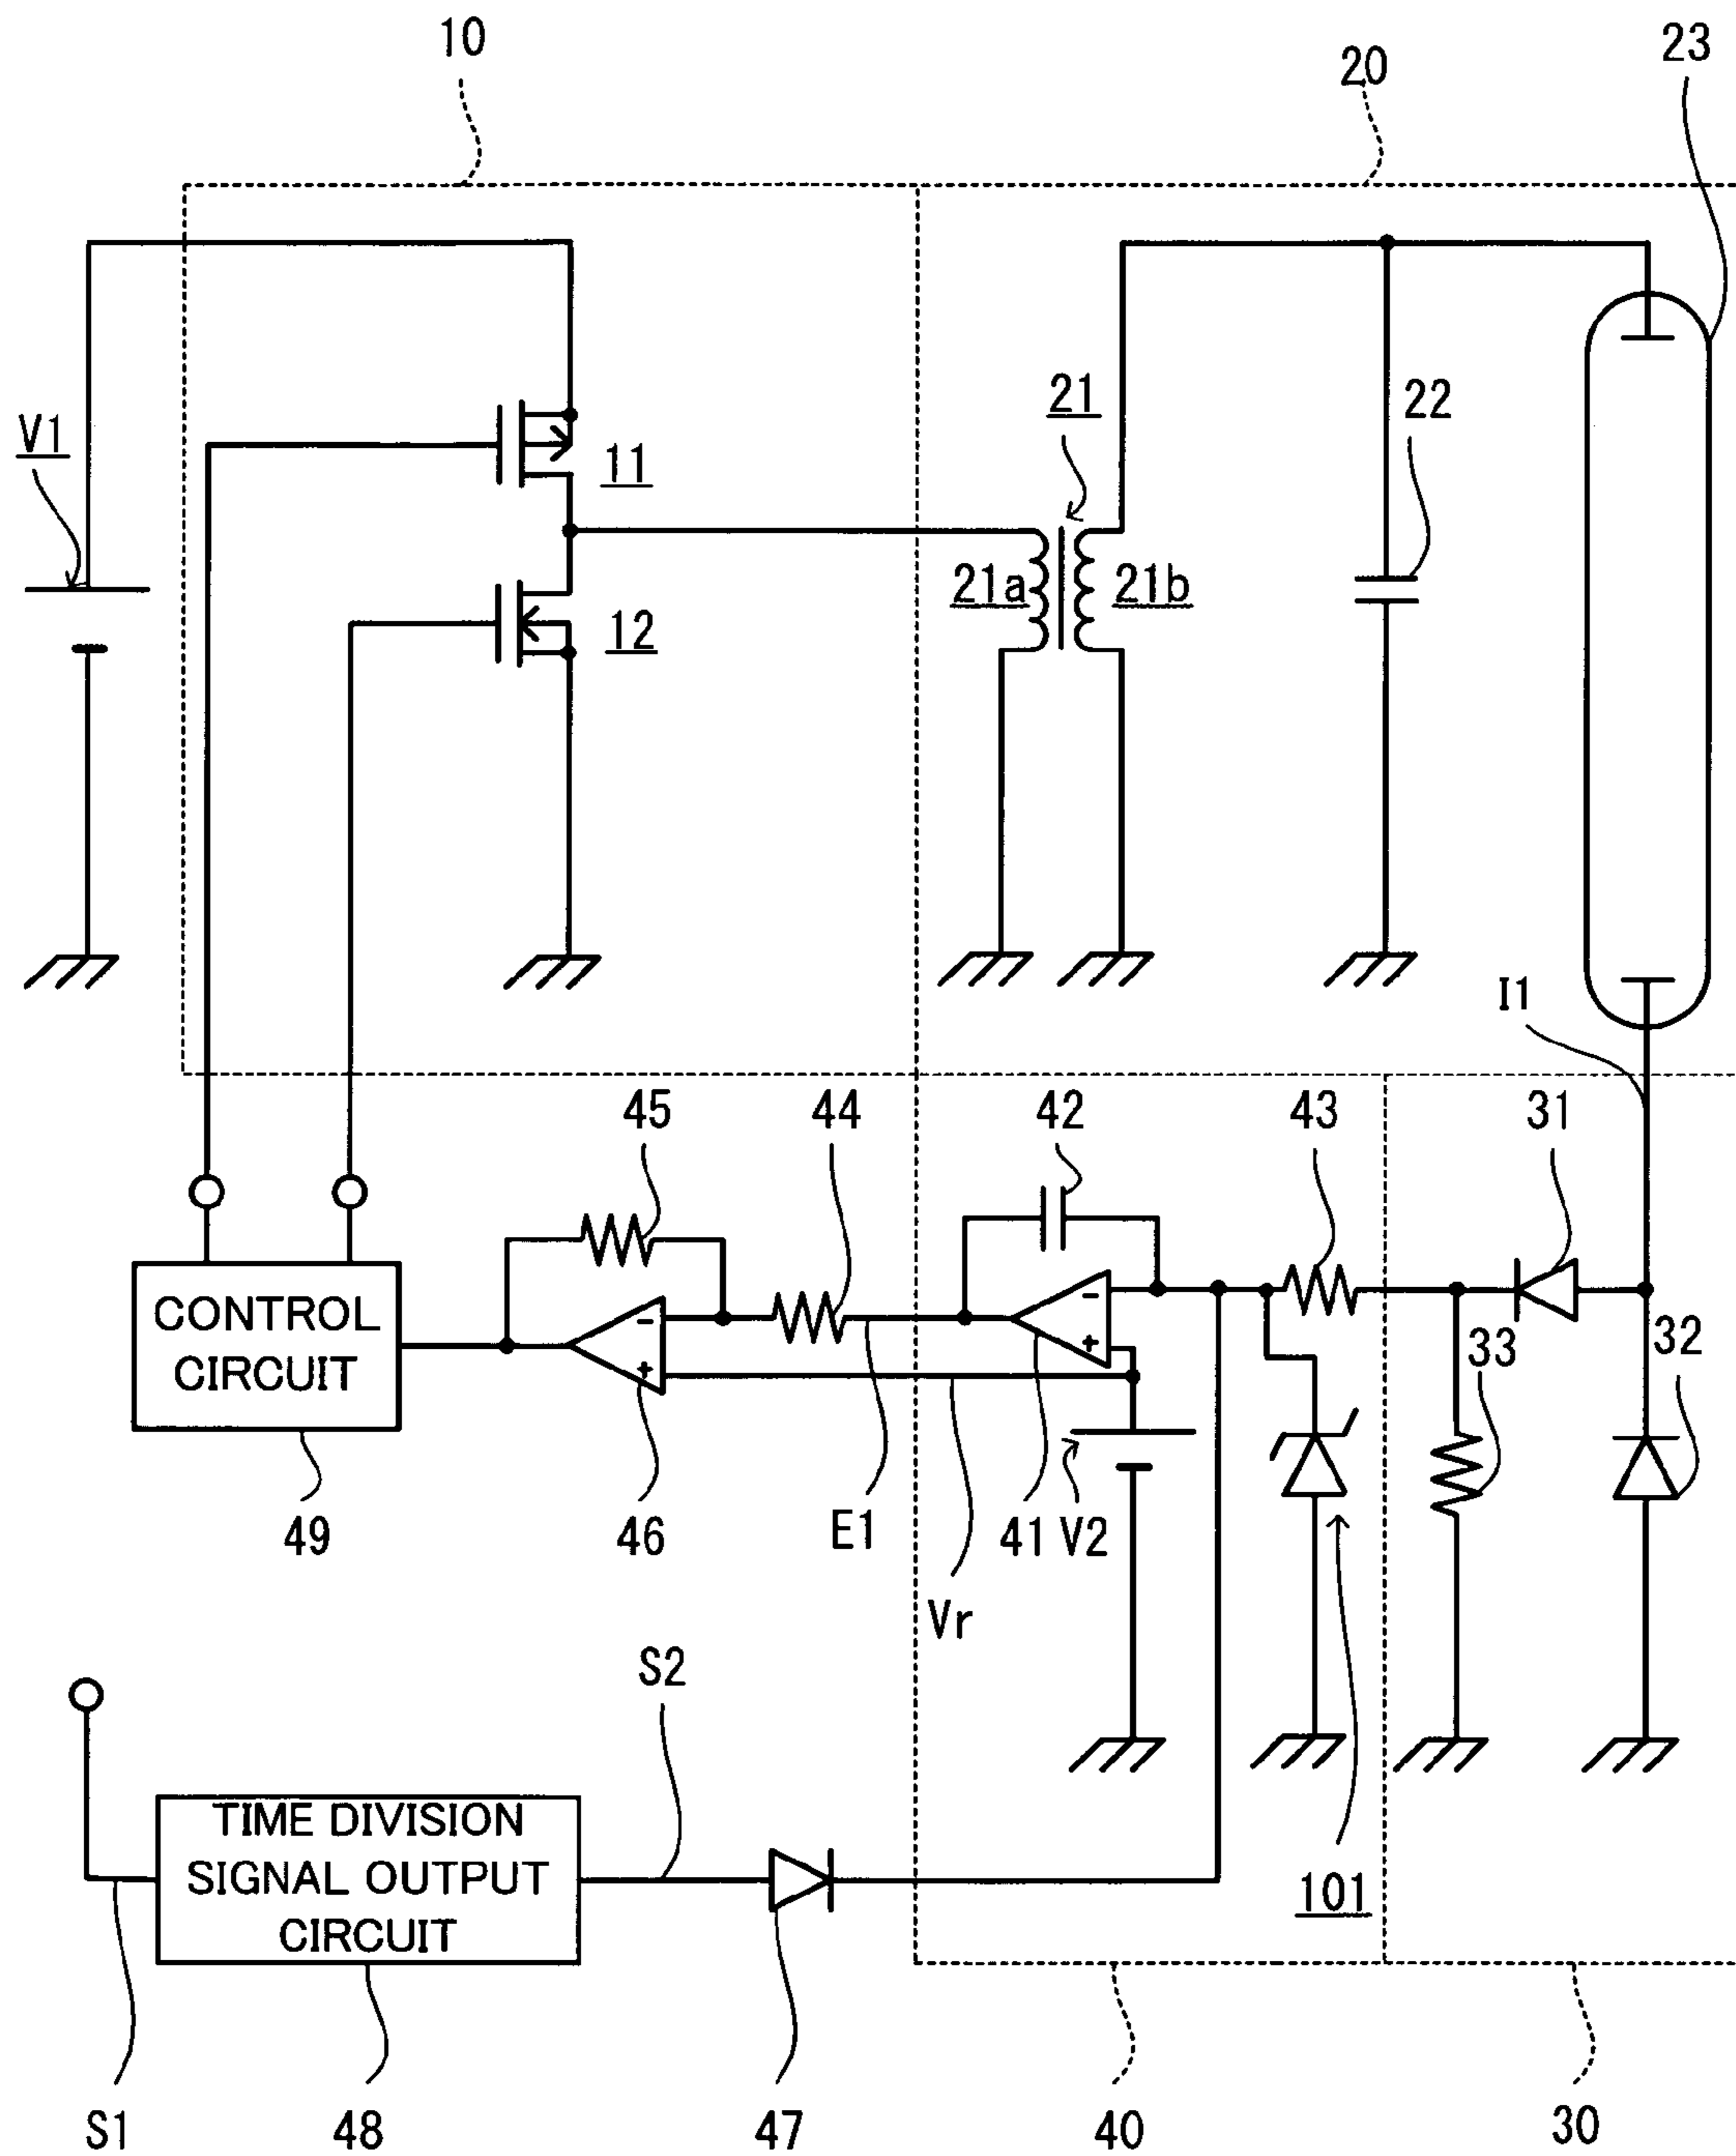 10
20
23
V1
11
21
22
21a
21b
12
I1
45
44
42
43
31
CONTROL
CIRCUIT
-
+
-
+
33
32
49
46
E1
41
V2
Vr
S2
TIME DIVISION
SIGNAL OUTPUT
CIRCUIT
101
S1
48
47
40
30